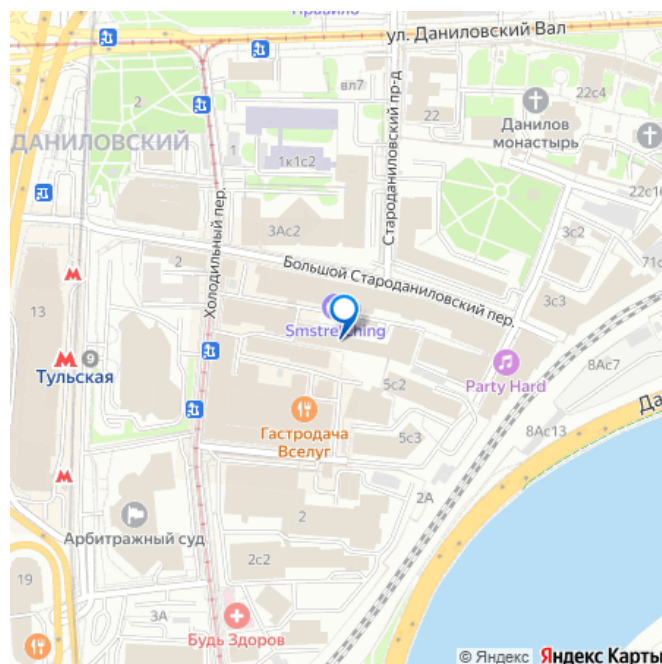 Правило
ул. Даниловский Вал
22с4
вл7
2
22
Данилов
монастырь
ДАНИЛОВСКИЙ
1
1к1с2
Староданиловский пр-д
22с16
Холодильный пер.
3Ас2
3с2
71с
2
Большой Староданиловский пер.
3с3
13
Smstretching
9
Тульская
8Ас7
5с2
Party Hard
Гастродача
Вселуг
5с3
8Ас13
Да
2А
2
Арбитражный суд
2с2
19
3А
Будь Здоров
© Яндекс Яндекс Карты